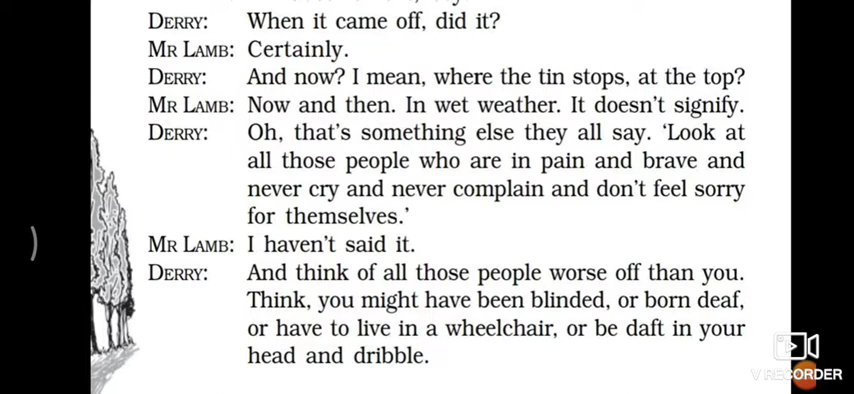 DERRY: When it came off, did it?
MR LAMB: Certainly.
DERRY: And now? I mean, where the tin stops, at the top?
MR LAMB: Now and then. In wet weather. It doesn't signify.
DERRY: Oh, that's something else they all say. ‘Look at
all those people who are in pain and brave and
never cry and never complain and don't feel sorry
for themselves.’
MR LAMB: I haven't said it.
DERRY: And think of all those people worse off than you.
Think, you might have been blinded, or born deaf,
or have to live in a wheelchair, or be daft in your
head and dribble.
V RECORDER